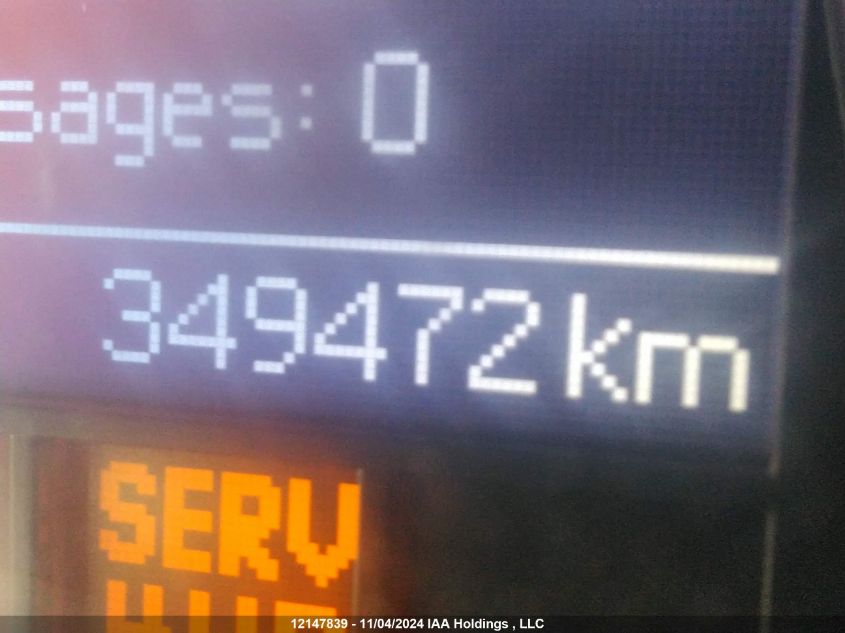 sages: 0
349472 km
SERV
12147839 - 11/04/2024 IAA Holdings , LLC